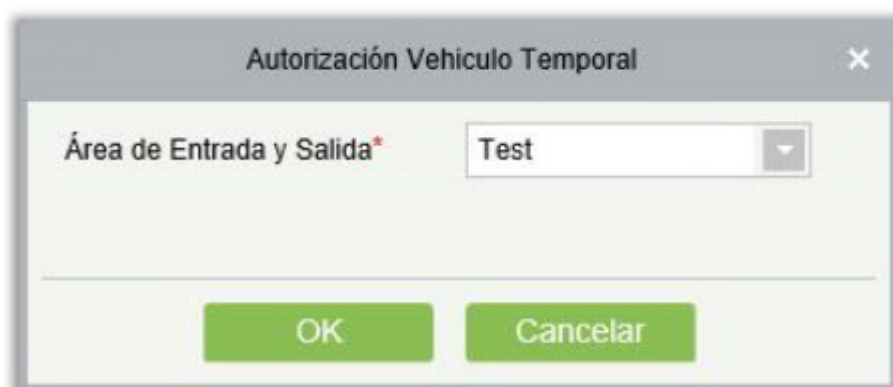 Autorización Vehiculo Temporal
Área de Entrada y Salida* Test
OK Cancelar